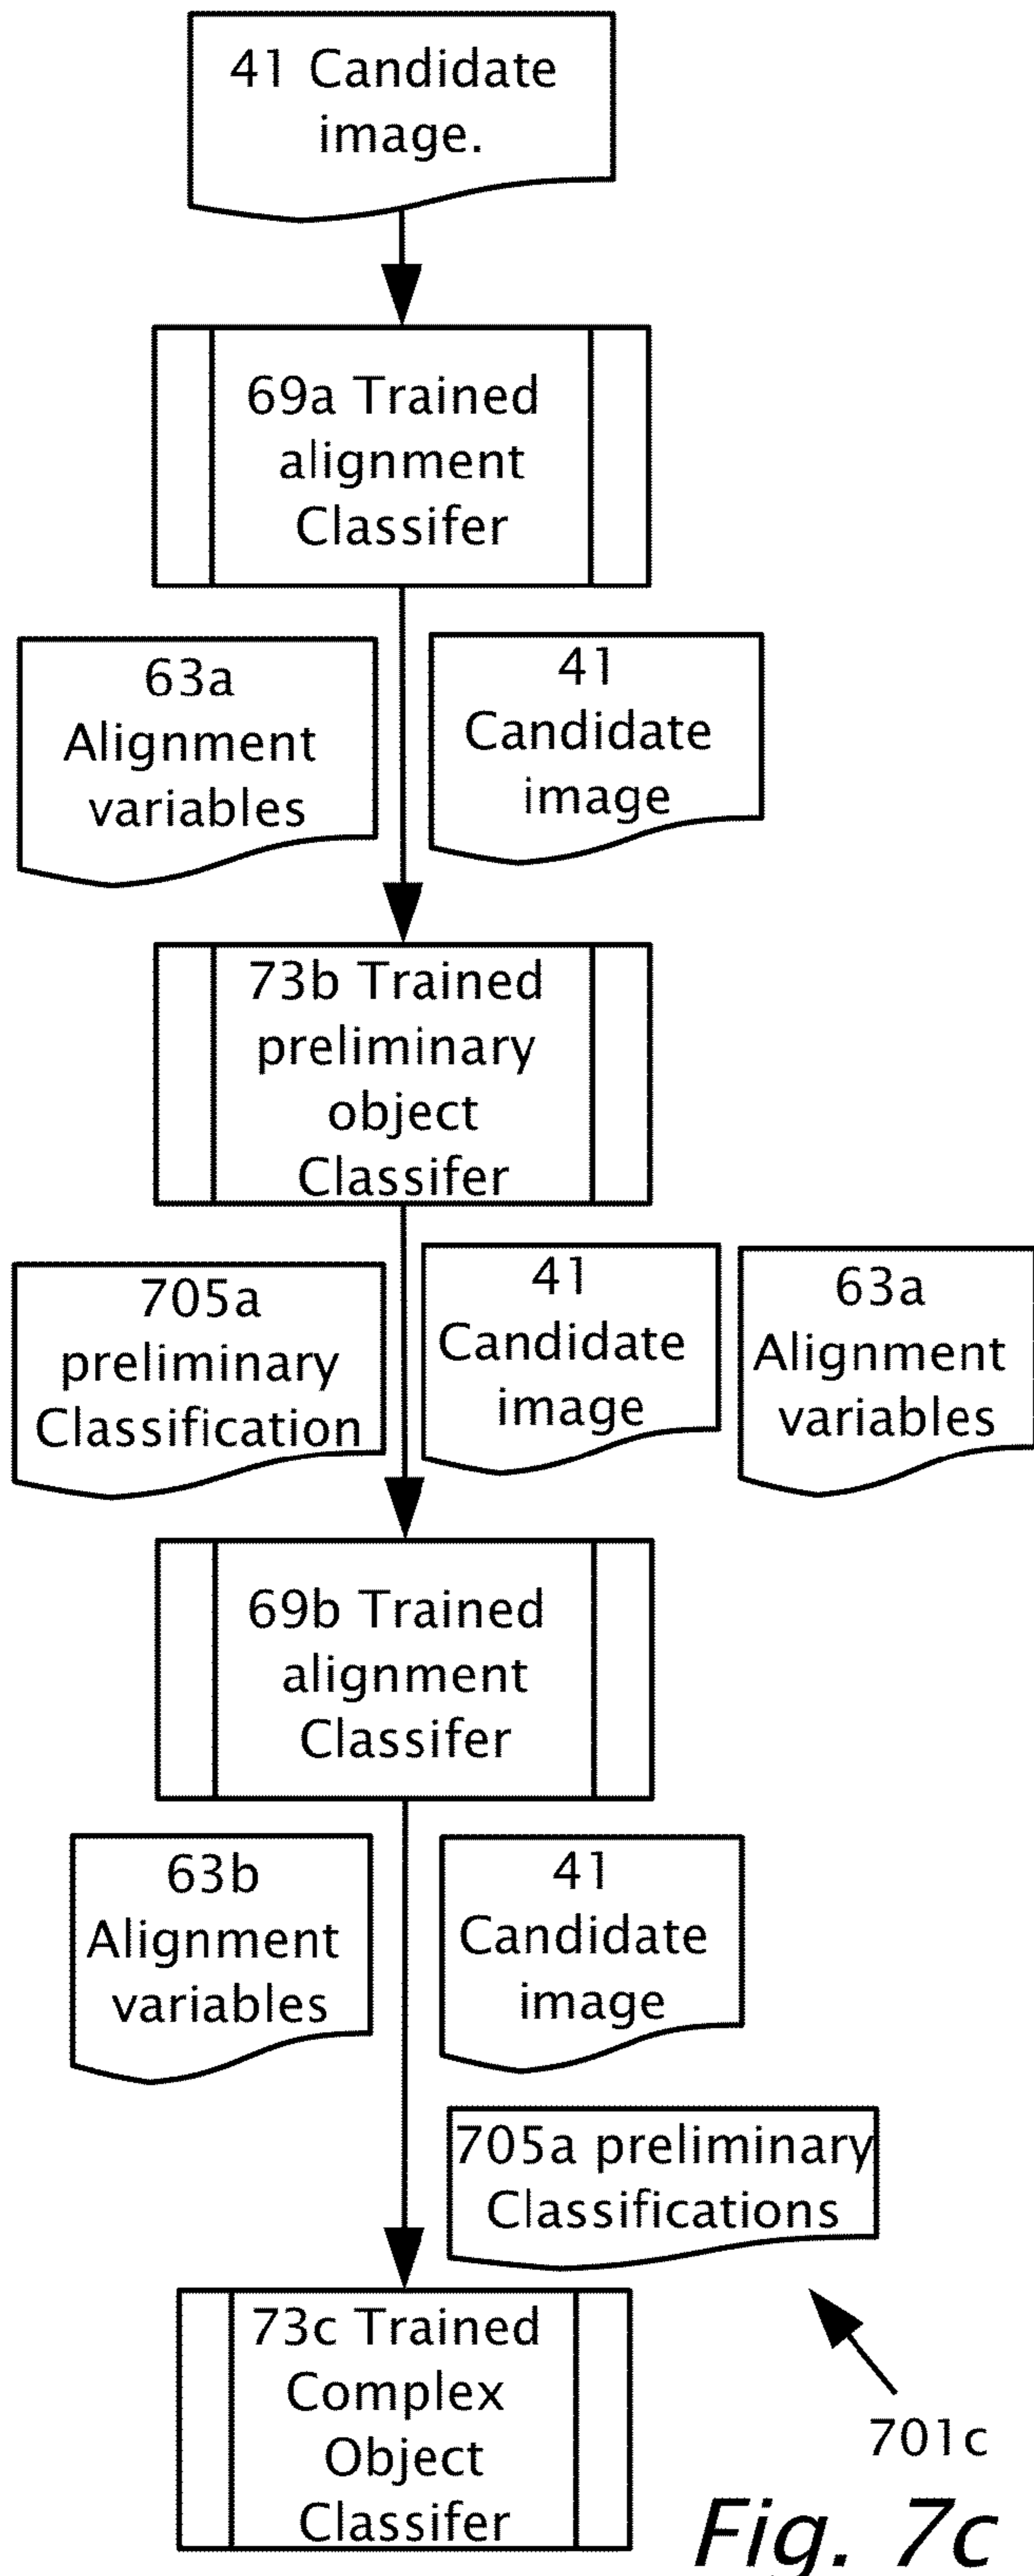 41 Candidate
image.
69a Trained
alignment
Classifer
63a
Alignment
variables
41
Candidate
image
73b Trained
preliminary
object
Classifer
705a
preliminary
Classification
41
Candidate
image
63a
Alignment
variables
69b Trained
alignment
Classifer
63b
Alignment
variables
41
Candidate
image
705a preliminary
Classifications
73c Trained
Complex
Object
Classifer
701c
Fig. 7c